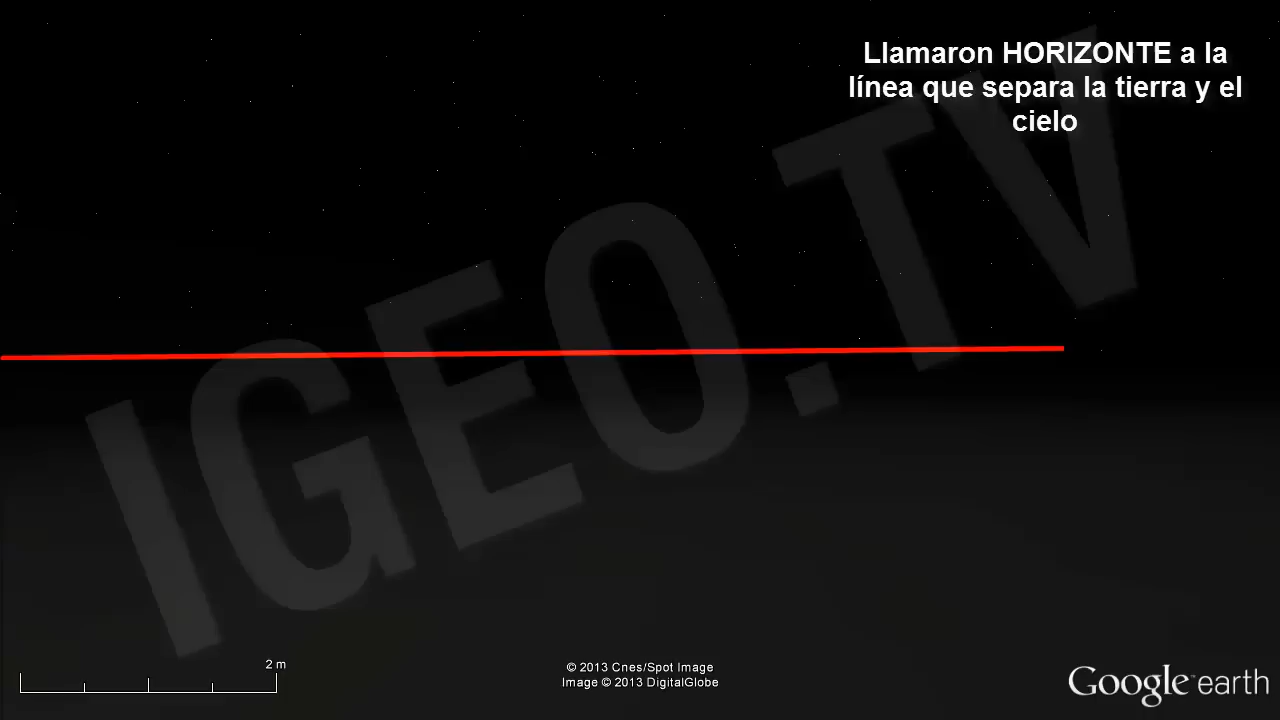 Llamaron HORIZONTE a la
línea que separa la tierra y el
cielo
IGEO.TV
2 m
© 2013 Cnes/Spot Image
Image © 2013 DigitalGlobe
Google earth